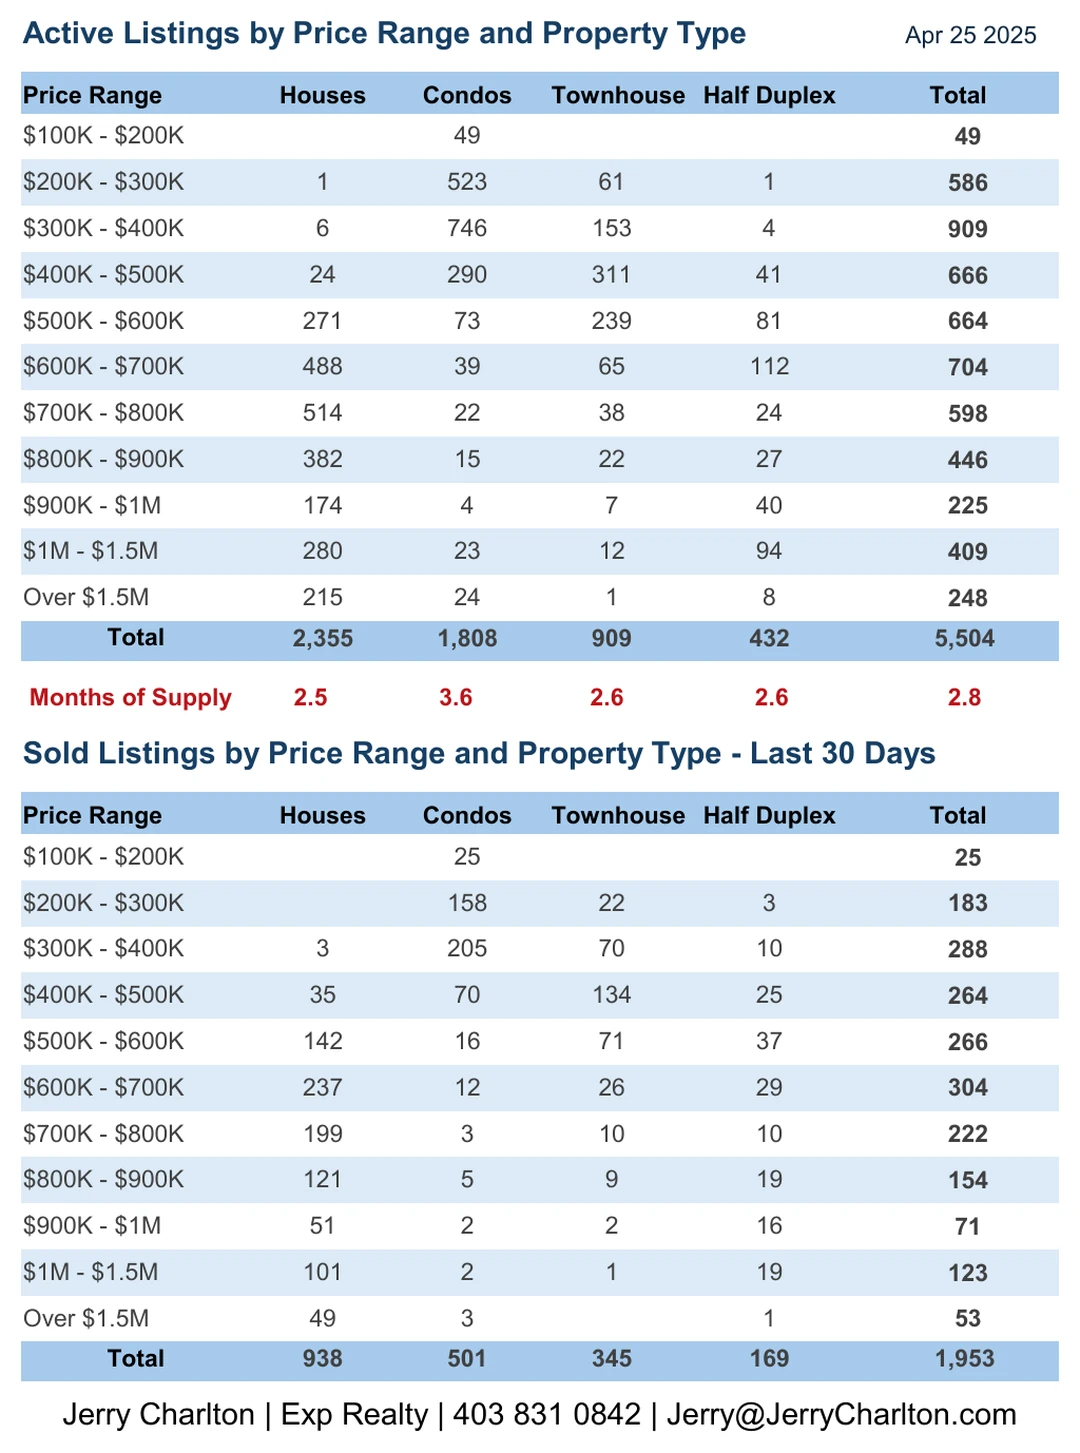 Active Listings by Price Range and Property Type Apr 25 2025
Price Range Houses Condos Townhouse Half Duplex Total
$100K - $200K 49 49
$200K - $300K 1 523 61 1 586
$300K - $400K 6 746 153 4 909
$400K - $500K 24 290 311 41 666
$500K - $600K 271 73 239 81 664
$600K - $700K 488 39 65 112 704
$700K - $800K 514 22 38 24 598
$800K - $900K 382 15 22 27 446
$900K - $1M 174 4 7 40 225
$1M - $1.5M 280 23 12 94 409
Over $1.5M 215 24 1 8 248
Total 2,355 1,808 909 432 5,504
Months of Supply 2.5 3.6 2.6 2.6 2.8
Sold Listings by Price Range and Property Type - Last 30 Days
Price Range Houses Condos Townhouse Half Duplex Total
$100K - $200K 25 25
$200K - $300K 158 22 3 183
$300K - $400K 3 205 70 10 288
$400K - $500K 35 70 134 25 264
$500K - $600K 142 16 71 37 266
$600K - $700K 237 12 26 29 304
$700K - $800K 199 3 10 10 222
$800K - $900K 121 5 9 19 154
$900K - $1M 51 2 2 16 71
$1M - $1.5M 101 2 1 19 123
Over $1.5M 49 3 1 53
Total 938 501 345 169 1,953
Jerry Charlton | Exp Realty | 403 831 0842 | Jerry@JerryCharlton.com